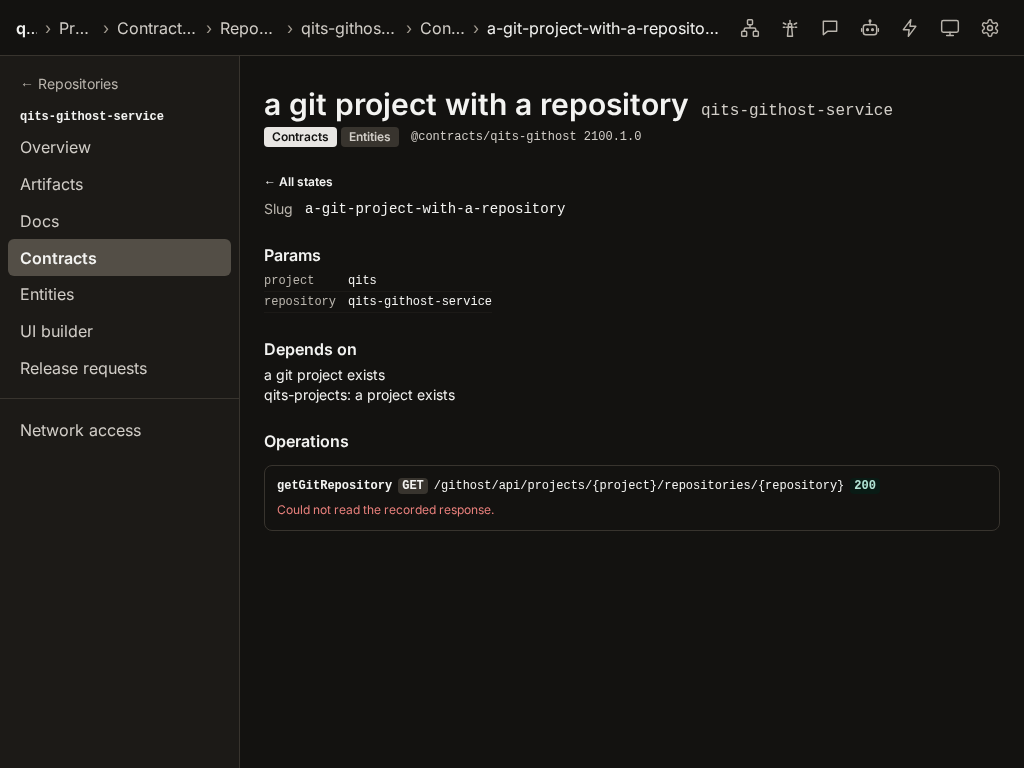 q... › Pr... › Contract... › Repo... › qits-githos... › Con... › a-git-project-with-a-reposito...
← Repositories
qits-githost-service
Overview
Artifacts
Docs
Contracts
Entities
UI builder
Release requests
Network access
a git project with a repository qits-githost-service
Contracts Entities @contracts/qits-githost 2100.1.0
← All states
Slug a-git-project-with-a-repository
Params
project qits
repository qits-githost-service
Depends on
a git project exists
qits-projects: a project exists
Operations
getGitRepository GET /githost/api/projects/{project}/repositories/{repository} 200
Could not read the recorded response.